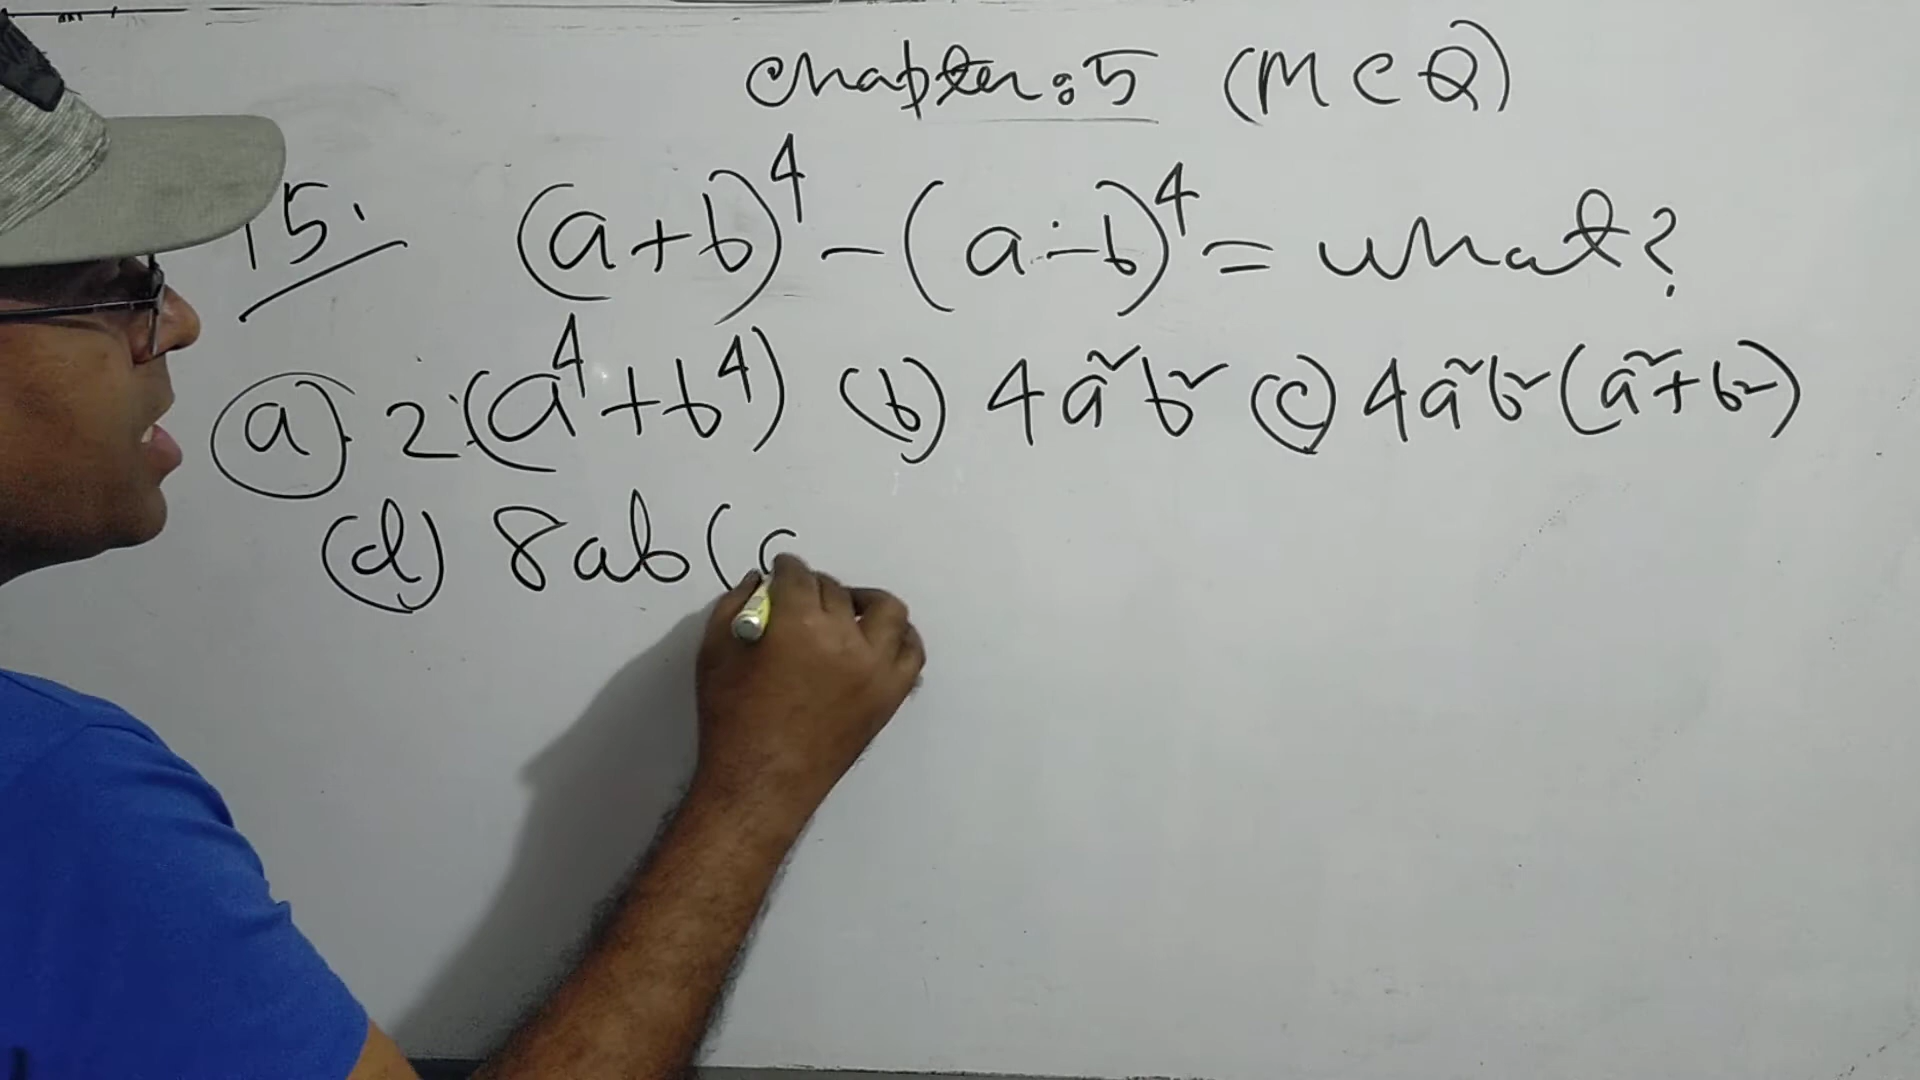 Chapter: 5 (MCQ)
15. (a+b)⁴ - (a-b)⁴ = what?
(a) 2(a⁴+b⁴) (b) 4a²b² (c) 4a²b²(a²+b²)
(d) 8ab(